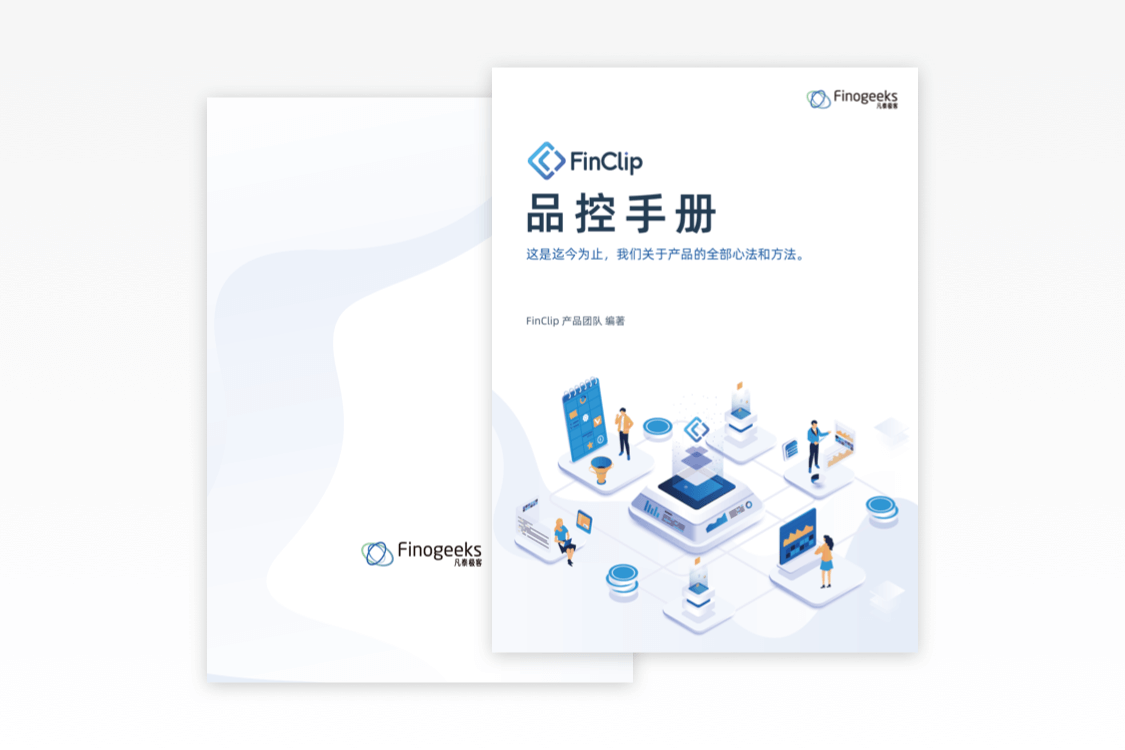 Finogeeks
凡泰极客
FinClip
品控手册
这是迄今为止，我们关于产品的全部心法和方法。
FinClip 产品团队 编著
Finogeeks
凡泰极客